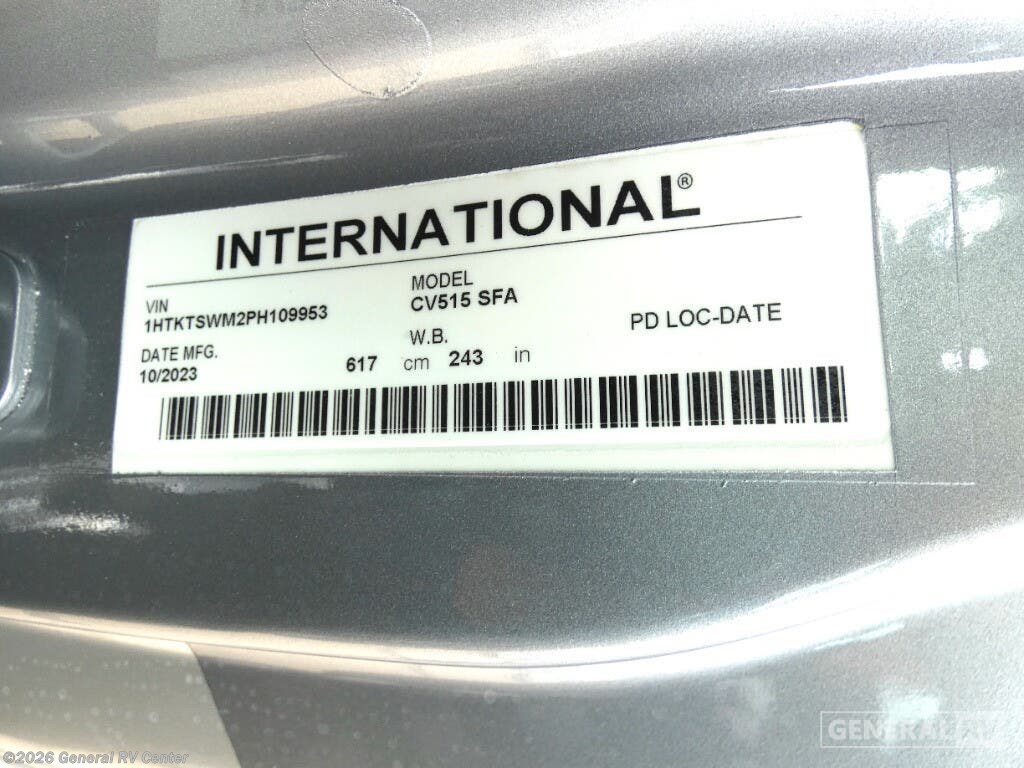 INTERNATIONAL®
VIN
1HTKTSWM2PH109953
MODEL
CV515 SFA
DATE MFG.
10/2023
W.B.
617 cm 243 in
PD LOC-DATE
GENERAL RV
©2026 General RV Center